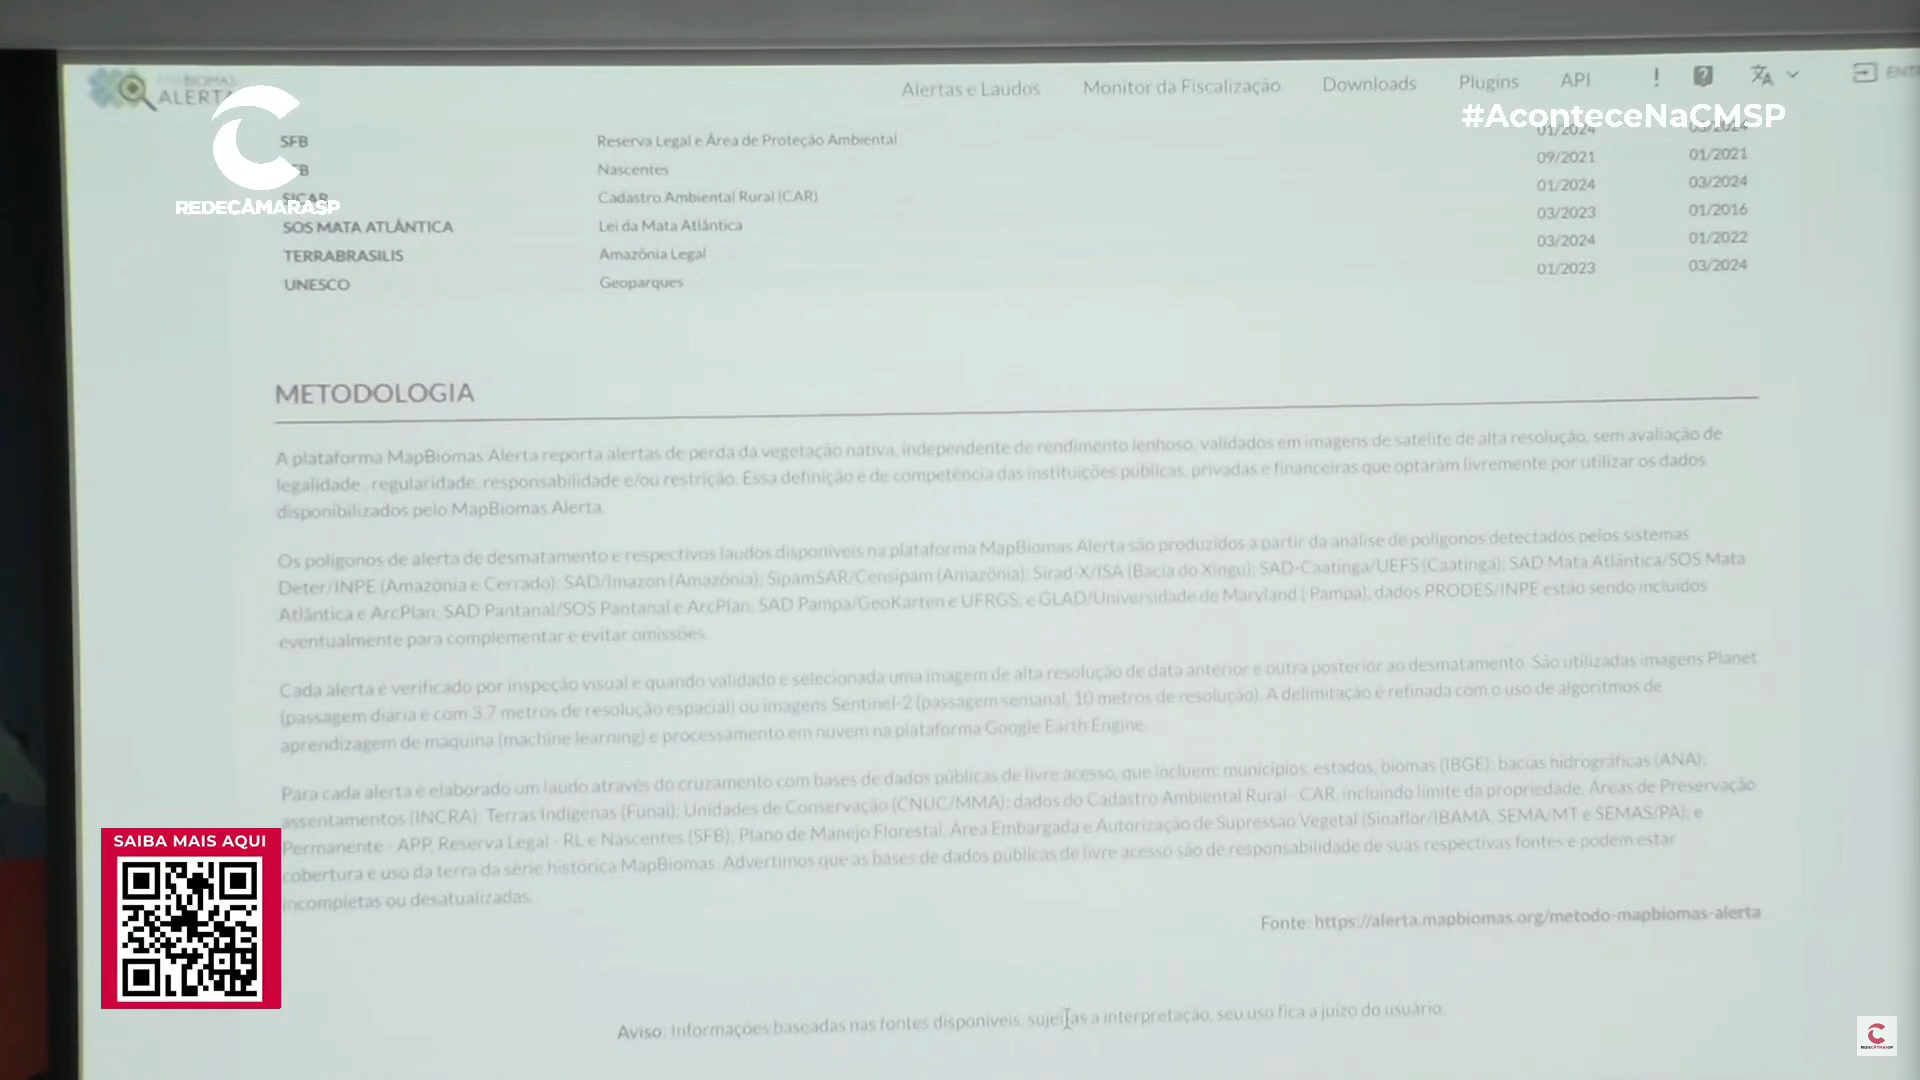 ALERTA
Alertas e Laudos
Monitor da Fiscalização
Downloads
Plugins
API
!
?
#AconteceNaCMSP
REDECÂMARASP
SFB Reserva Legal e Área de Proteção Ambiental 01/2024
Nascentes 09/2021 01/2021
SICAR Cadastro Ambiental Rural (CAR) 01/2024 03/2024
SOS MATA ATLÂNTICA Lei da Mata Atlântica 03/2023 01/2016
TERRABRASILIS Amazônia Legal 03/2024 01/2022
UNESCO Geoparques 01/2023 03/2024
METODOLOGIA
A plataforma MapBiomas Alerta reporta alertas de perda da vegetação nativa, independente de rendimento lenhoso, validados em imagens de satélite de alta resolução, sem avaliação de
legalidade, regularidade, responsabilidade e/ou restrição. Essa definição é de competência das instituições públicas, privadas e financeiras que optaram livremente por utilizar os dados
disponibilizados pelo MapBiomas Alerta.
Os polígonos de alerta de desmatamento e respectivos laudos disponíveis na plataforma MapBiomas Alerta são produzidos a partir da análise de polígonos detectados pelos sistemas
Deter/INPE (Amazônia e Cerrado); SAD/Imazon (Amazônia); SipamSAR/Censipam (Amazônia); Sirad-X/ISA (Bacia do Xingu); SAD-Caatinga/UEFS (Caatinga); SAD Mata Atlântica/SOS Mata
Atlântica e ArcPlan; SAD Pantanal/SOS Pantanal e ArcPlan; SAD Pampa/GeoKarten e UFRGS; e GLAD/Universidade de Maryland ( Pampa), dados PRODES/INPE estão sendo incluídos
eventualmente para complementar e evitar omissões.
Cada alerta é verificado por inspeção visual e quando validado é selecionada uma imagem de alta resolução de data anterior e outra posterior ao desmatamento. São utilizadas imagens Planet
(passagem diária e com 3,7 metros de resolução espacial) ou imagens Sentinel-2 (passagem semanal, 10 metros de resolução). A delimitação é refinada com o uso de algoritmos de
aprendizagem de máquina (machine learning) e processamento em nuvem na plataforma Google Earth Engine.
Para cada alerta é elaborado um laudo através do cruzamento com bases de dados públicas de livre acesso, que incluem: municípios, estados, biomas (IBGE); bacias hidrográficas (ANA);
assentamentos (INCRA); Terras Indígenas (Funai); Unidades de Conservação (CNUC/MMA); dados do Cadastro Ambiental Rural - CAR, incluindo limite da propriedade, Áreas de Preservação
Permanente - APP, Reserva Legal - RL e Nascentes (SFB); Plano de Manejo Florestal, Área Embargada e Autorização de Supressão Vegetal (Sinaflor/IBAMA, SEMA/MT e SEMAS/PA); e
cobertura e uso da terra da série histórica MapBiomas. Advertimos que as bases de dados públicas de livre acesso são de responsabilidade de suas respectivas fontes e podem estar
incompletas ou desatualizadas.
Fonte: https://alerta.mapbiomas.org/metodo-mapbiomas-alerta
Aviso: Informações baseadas nas fontes disponíveis, sujeitas a interpretação, seu uso fica a juízo do usuário.
SAIBA MAIS AQUI